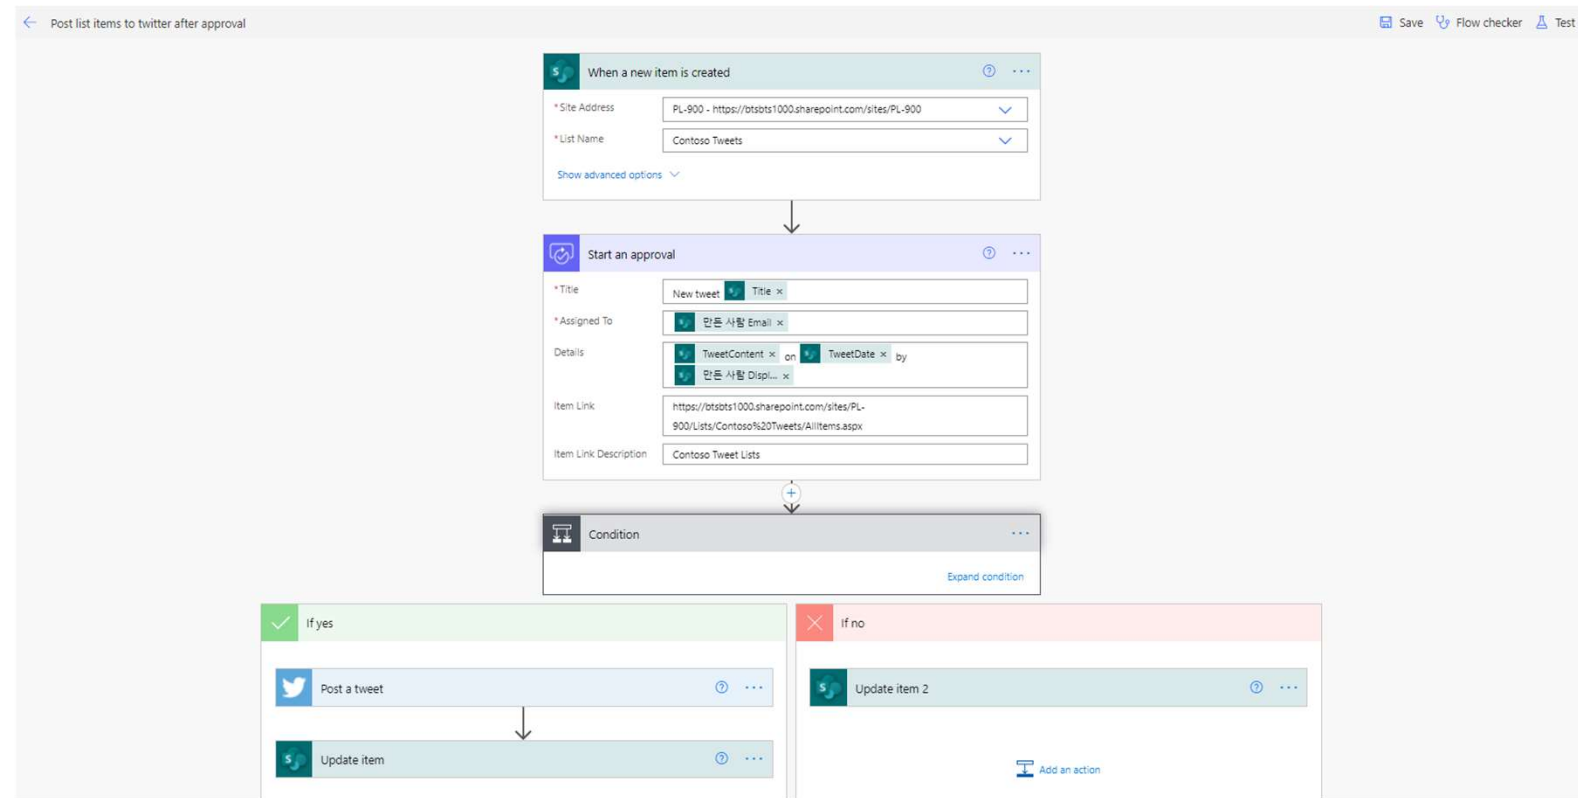 Post list items to twitter after approval
Save Flow checker Test
When a new item is created
* Site Address
PL-900 - https://btsbts1000.sharepoint.com/sites/PL-900
* List Name
Contoso Tweets
Show advanced options
Start an approval
* Title
New tweet Title ×
* Assigned To
만든 사람 Email ×
Details
TweetContent × on TweetDate × by
만든 사람 Displ... ×
Item Link
https://btsbts1000.sharepoint.com/sites/PL-
900/Lists/Contoso%20Tweets/AllItems.aspx
Item Link Description
Contoso Tweet Lists
Condition
Expand condition
If yes
If no
Post a tweet
Update item 2
Update item
Add an action